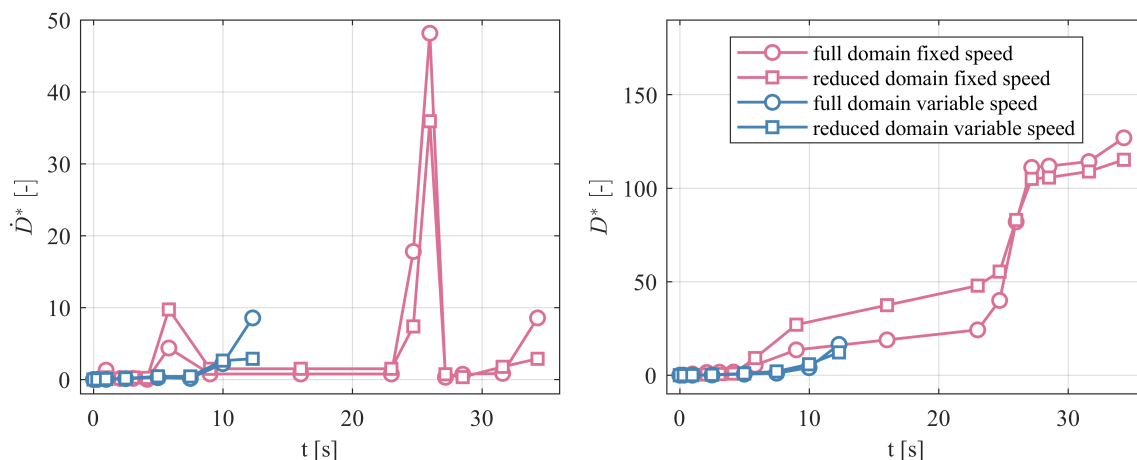 50
40
30
20
10
0
Ḋ* [-]
0
10
20
30
t [s]
150
100
50
0
D* [-]
0
10
20
30
t [s]
full domain fixed speed
reduced domain fixed speed
full domain variable speed
reduced domain variable speed